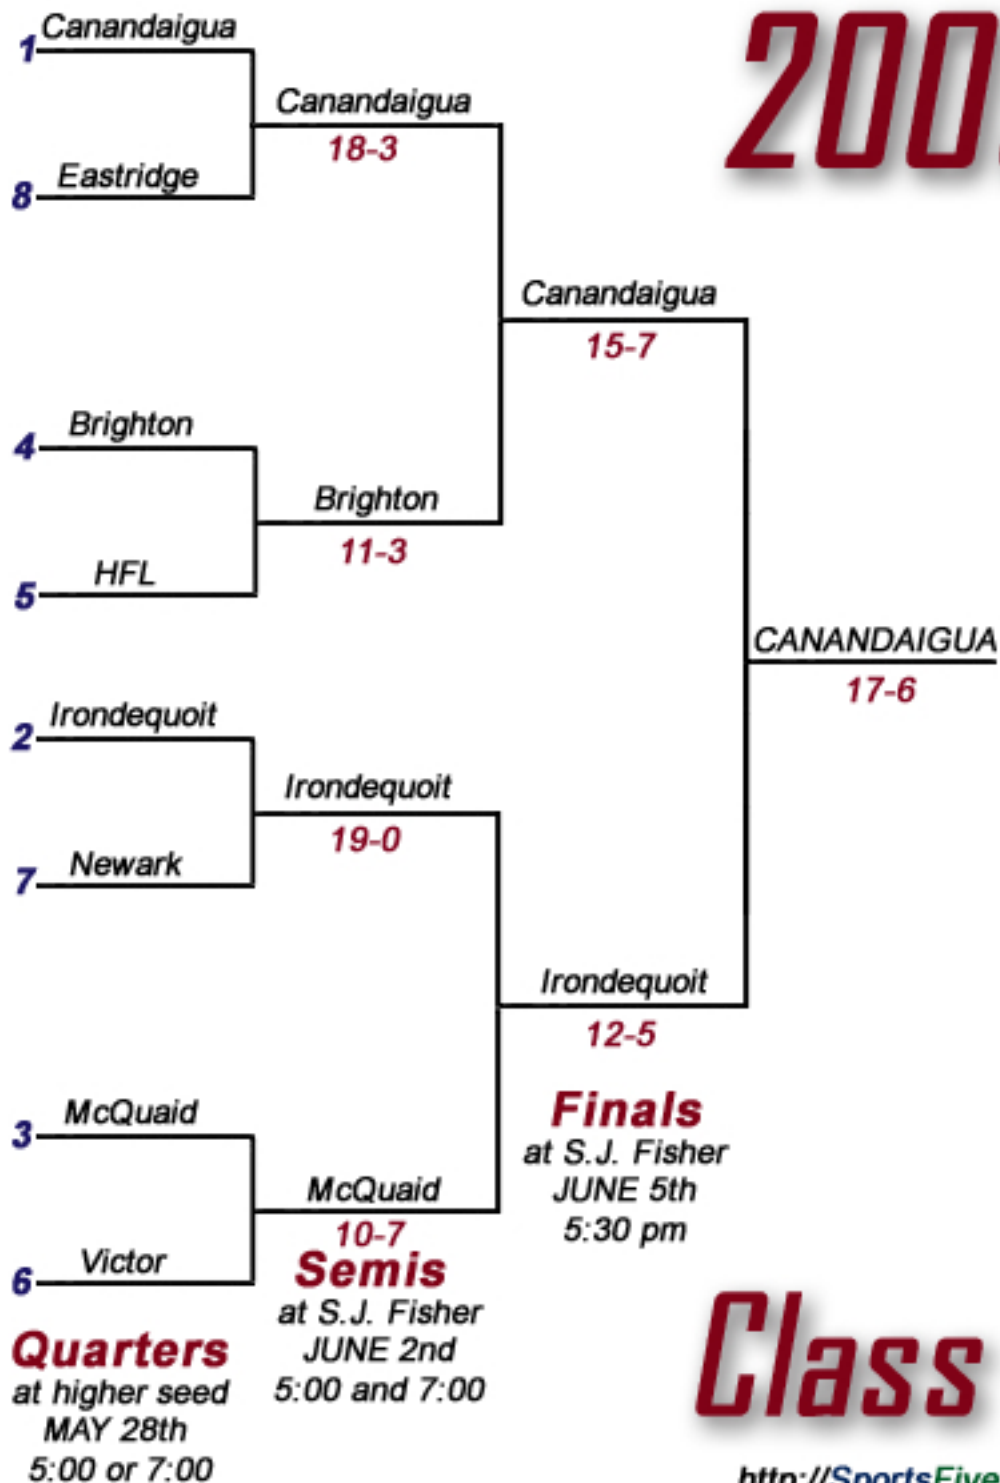 1 Canandaigua
Canandaigua
18-3
8 Eastridge
Canandaigua
15-7
4 Brighton
Brighton
11-3
5 HFL
CANANDAIGUA
17-6
2 Irondequoit
Irondequoit
19-0
7 Newark
Irondequoit
12-5
3 McQuaid
McQuaid
10-7
6 Victor
Quarters
at higher seed
MAY 28th
5:00 or 7:00
Semis
at S.J. Fisher
JUNE 2nd
5:00 and 7:00
Finals
at S.J. Fisher
JUNE 5th
5:30 pm
200
Class
http://SportsFive